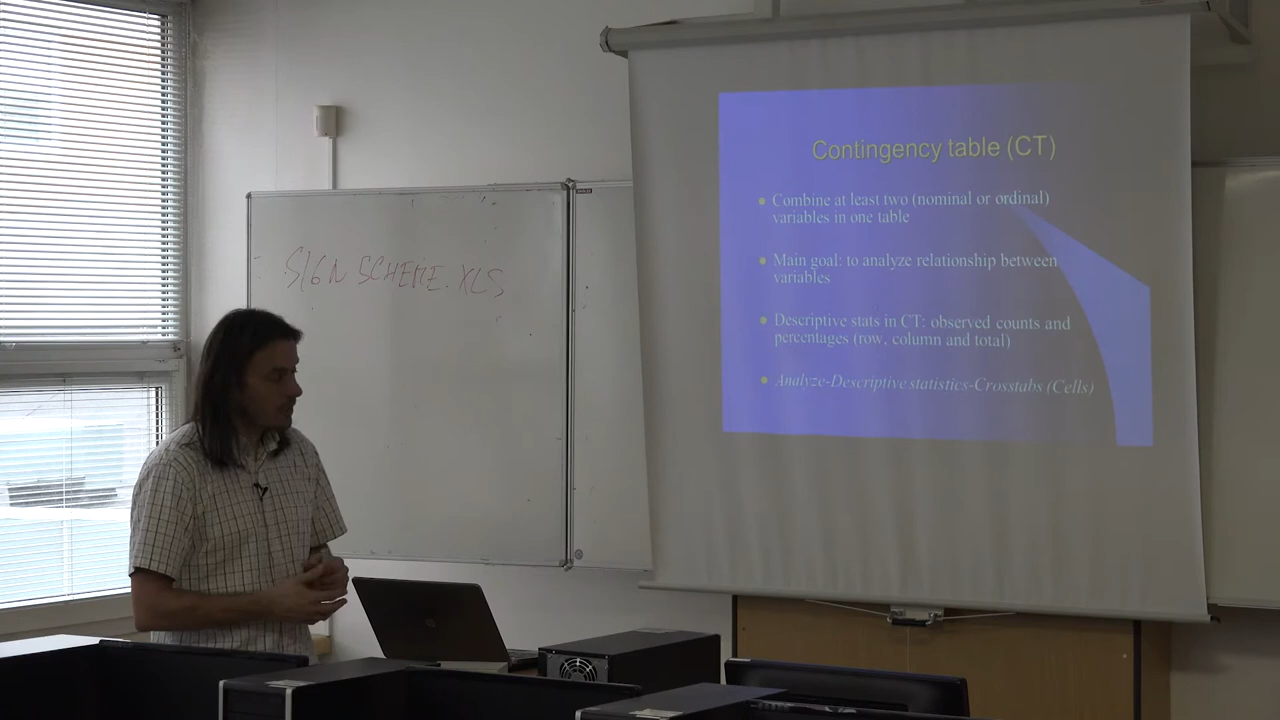 SIGN SCHEME.XLS
Contingency table (CT)
Combine at least two (nominal or ordinal)
variables in one table
Main goal: to analyze relationship between
variables
Descriptive stats in CT: observed counts and
percentages (row, column and total)
Analyze-Descriptive statistics-Crosstabs (Cells)